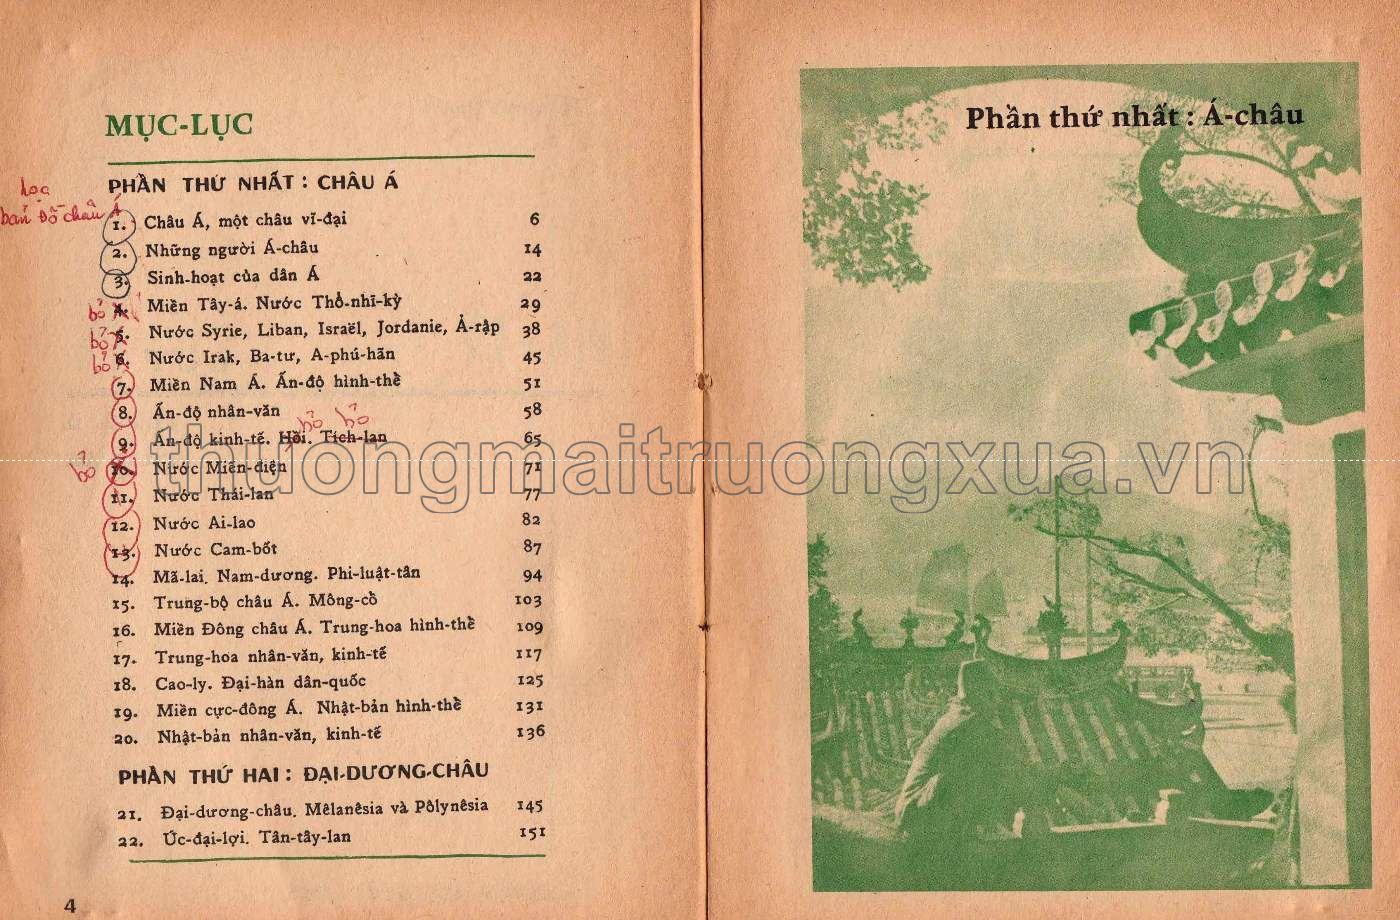 MỤC-LỤC
PHẦN THỨ NHẤT : CHÂU Á
học
bản Đồ châu Á
1. Châu Á, một châu vĩ-đại 6
2. Những người Á-châu 14
3. Sinh-hoạt của dân Á 22
bỏ 4. Miền Tây-á. Nước Thổ-nhĩ-kỳ 29
bỏ 5. Nước Syrie, Liban, Israël, Jordanie, Ả-rập 38
bỏ 6. Nước Irak, Ba-tư, A-phú-hãn 45
7. Miền Nam Á. Ấn-độ hình-thể 51
8. Ấn-độ nhân-văn 58
bỏ bỏ
9. Ấn-độ kinh-tế. Hồi. Tích-lan 65
bỏ 10. Nước Miến-điện 71
11. Nước Thái-lan 77
12. Nước Ai-lao 82
13. Nước Cam-bốt 87
14. Mã-lai. Nam-dương. Phi-luật-tân 94
15. Trung-bộ châu Á. Mông-cồ 103
16. Miền Đông châu Á. Trung-hoa hình-thể 109
17. Trung-hoa nhân-văn, kinh-tế 117
18. Cao-ly. Đại-hàn dân-quốc 125
19. Miền cực-đông Á. Nhật-bản hình-thể 131
20. Nhật-bản nhân-văn, kinh-tế 136
PHẦN THỨ HAI : ĐẠI-DƯƠNG-CHÂU
21. Đại-dương-châu. Mêlanêsia và Pôlynêsia 145
22. Úc-đại-lợi. Tân-tây-lan 151
4
Phần thứ nhất : Á-châu
thuongmaitruongxua.vn